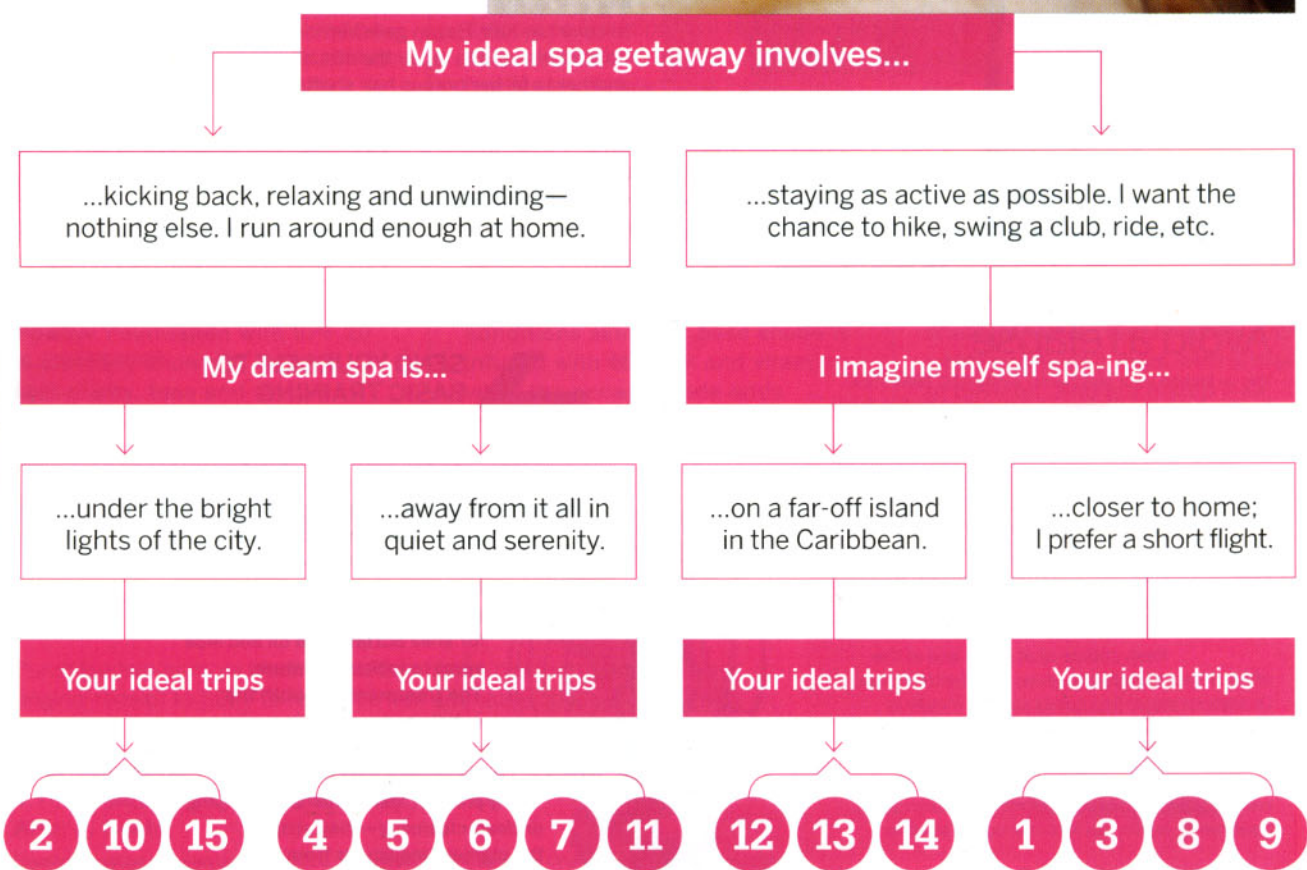 My ideal spa getaway involves...
...kicking back, relaxing and unwinding—
nothing else. I run around enough at home.
...staying as active as possible. I want the
chance to hike, swing a club, ride, etc.
My dream spa is...
I imagine myself spa-ing...
...under the bright
lights of the city.
...away from it all in
quiet and serenity.
...on a far-off island
in the Caribbean.
...closer to home;
I prefer a short flight.
Your ideal trips
Your ideal trips
Your ideal trips
Your ideal trips
2 10 15
4 5 6 7 11
12 13 14
1 3 8 9